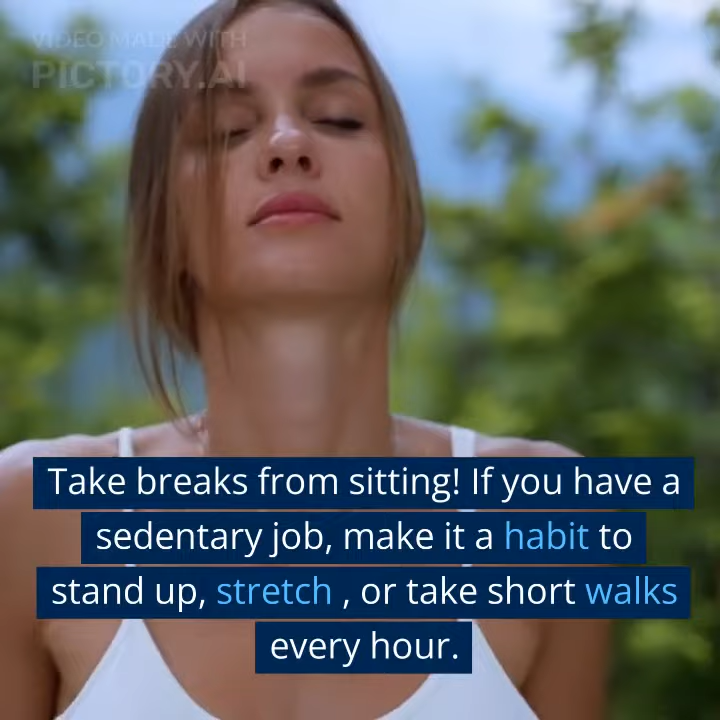 VIDEO MADE WITH
PICTORY.AI
Take breaks from sitting! If you have a
sedentary job, make it a habit to
stand up, stretch , or take short walks
every hour.